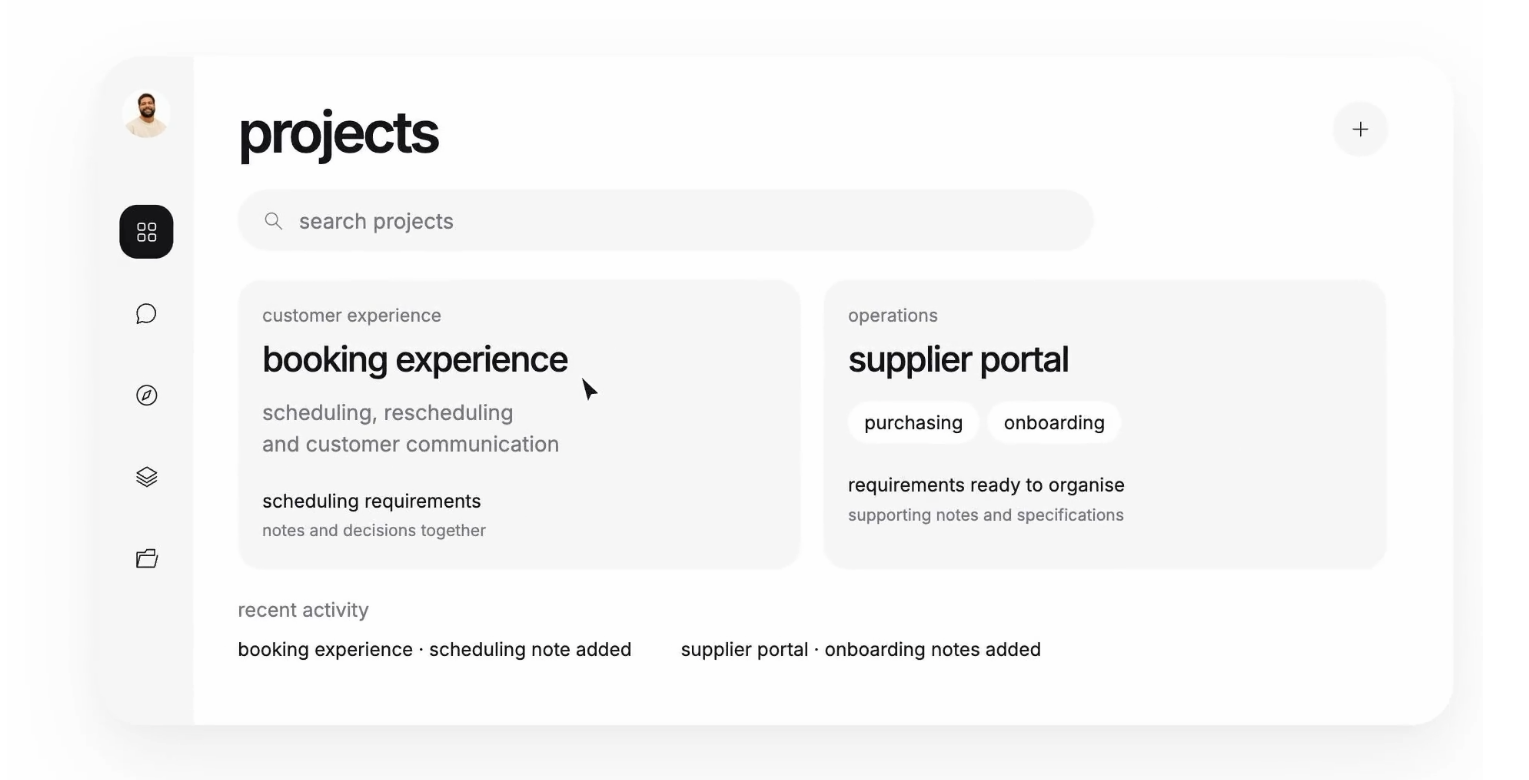 projects
search projects
customer experience
booking experience
scheduling, rescheduling
and customer communication
scheduling requirements
notes and decisions together
operations
supplier portal
purchasing
onboarding
requirements ready to organise
supporting notes and specifications
recent activity
booking experience · scheduling note added
supplier portal · onboarding notes added